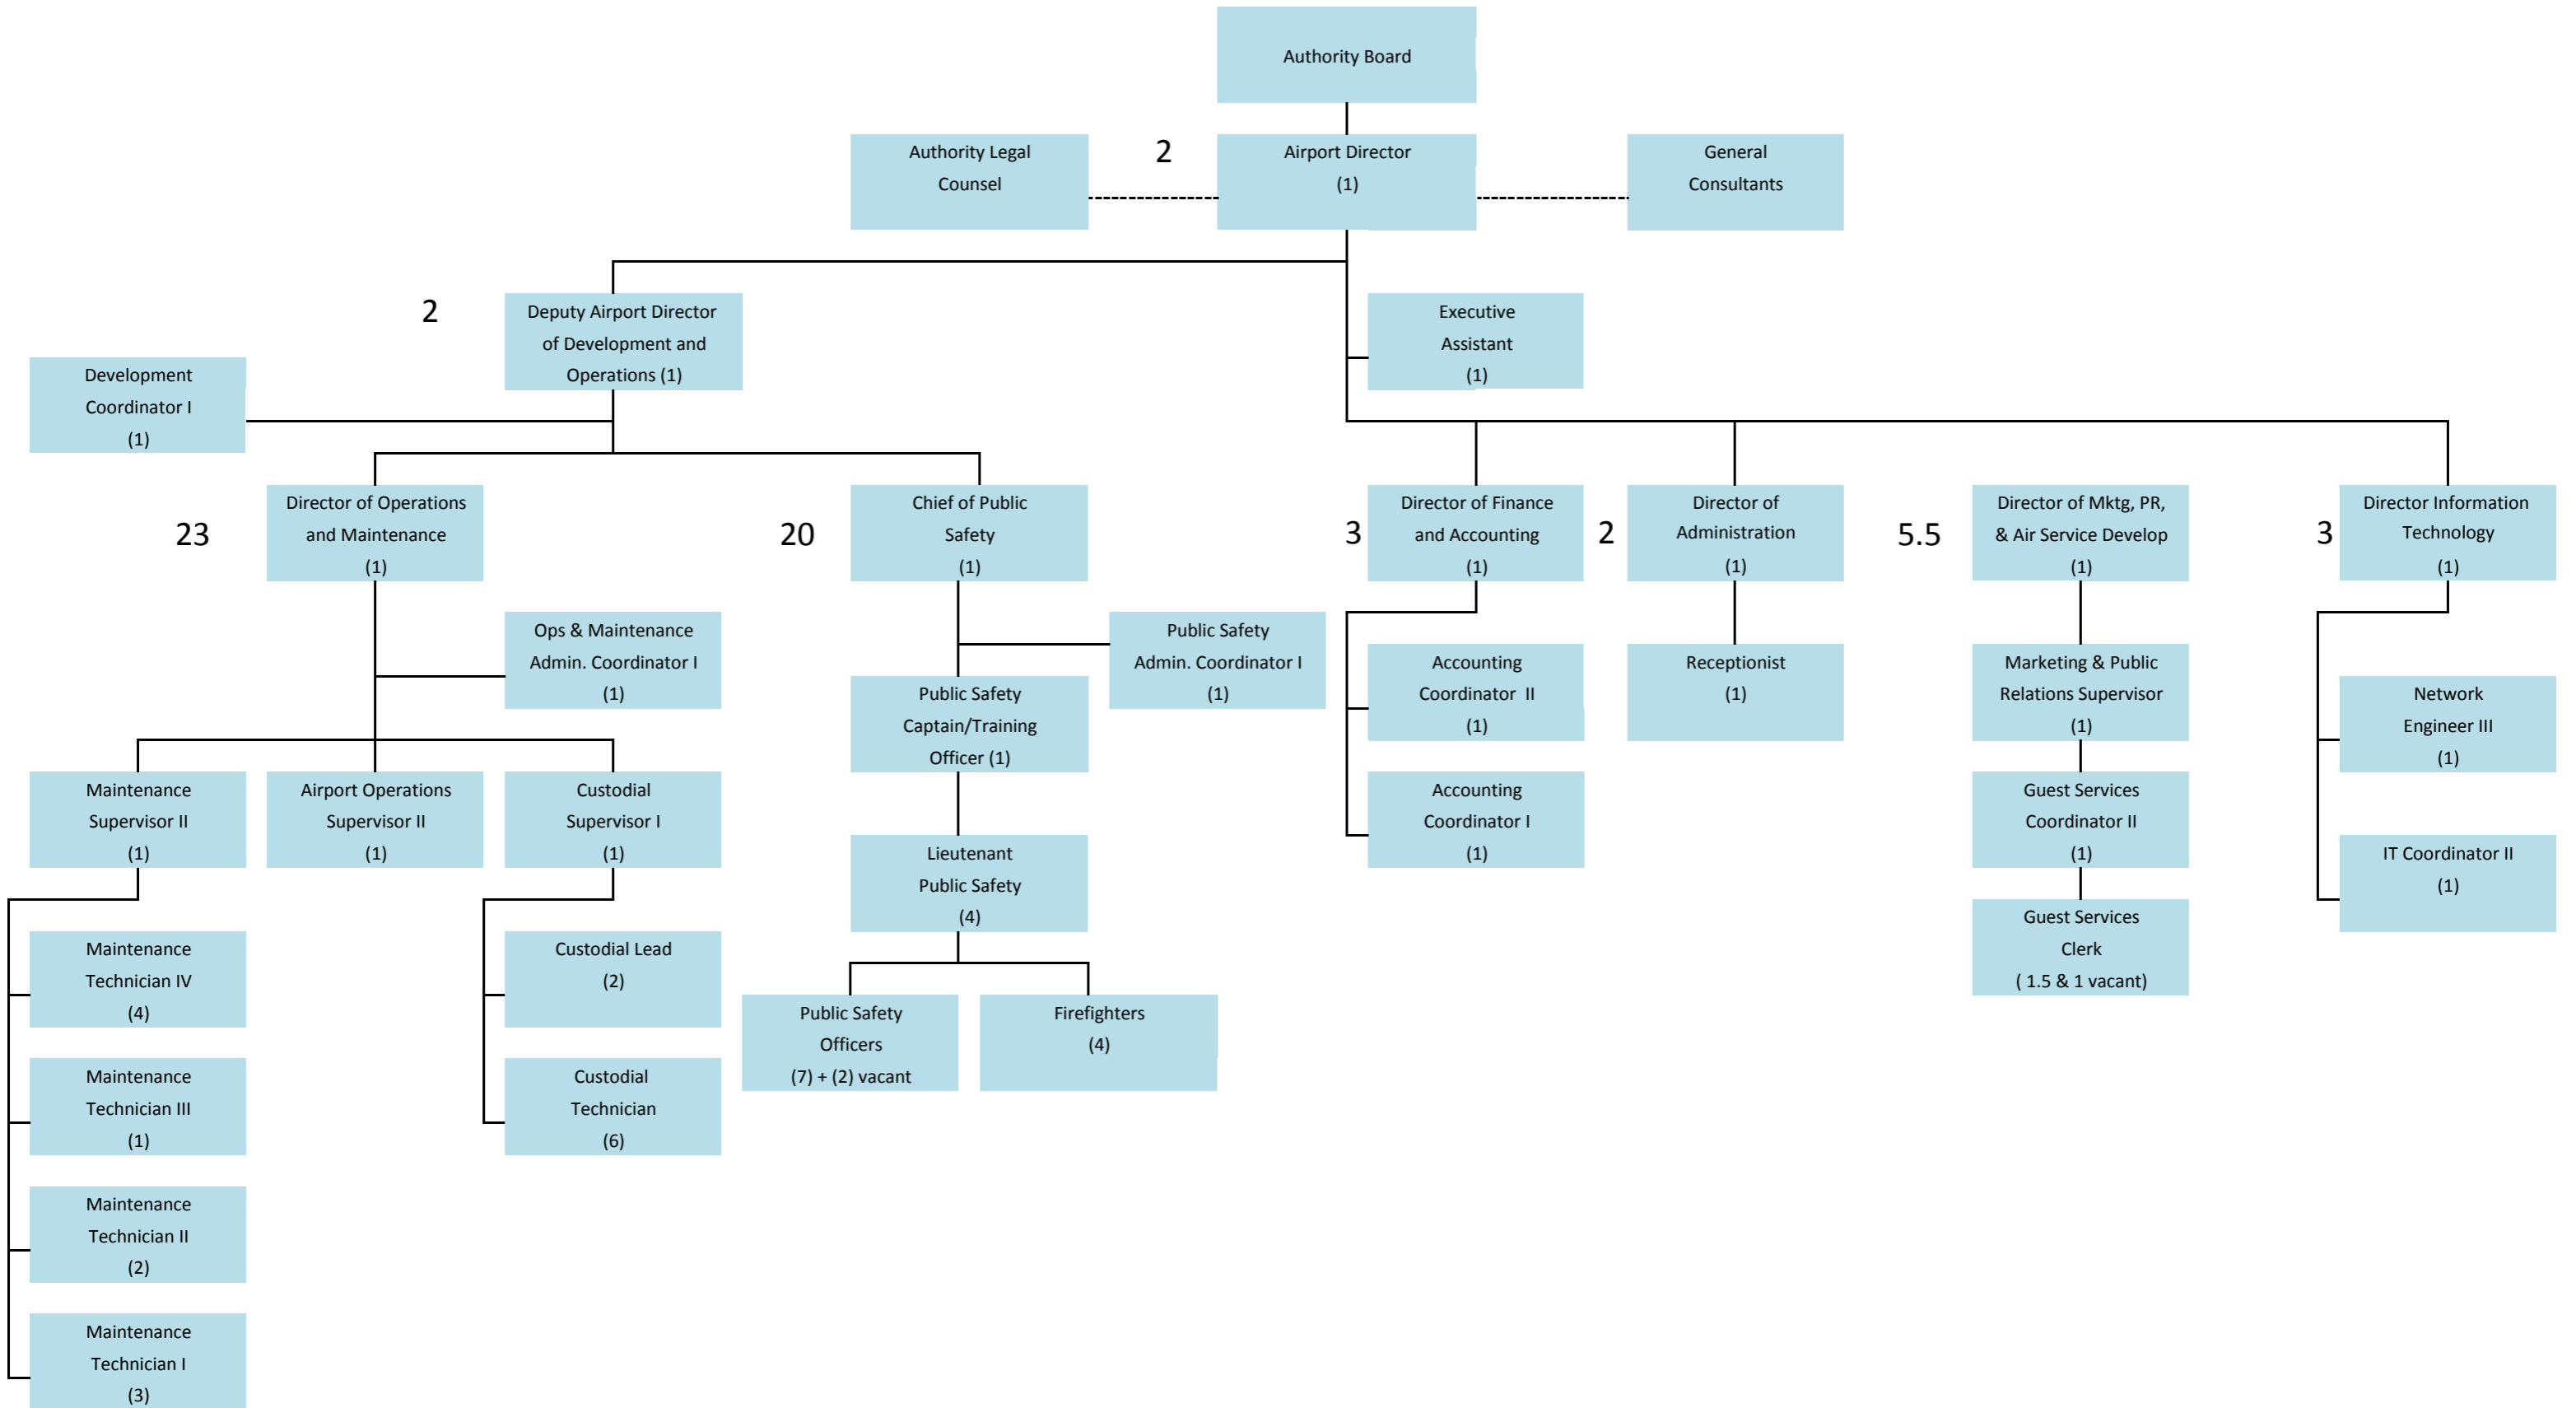 Authority Board
Authority Legal
Counsel
2
Airport Director
(1)
General
Consultants
2
Deputy Airport Director
of Development and
Operations (1)
Executive
Assistant
(1)
Development
Coordinator I
(1)
23
Director of Operations
and Maintenance
(1)
20
Chief of Public
Safety
(1)
3
Director of Finance
and Accounting
(1)
2
Director of
Administration
(1)
5.5
Director of Mktg, PR,
& Air Service Develop
(1)
3
Director Information
Technology
(1)
Ops & Maintenance
Admin. Coordinator I
(1)
Public Safety
Admin. Coordinator I
(1)
Public Safety
Captain/Training
Officer (1)
Accounting
Coordinator  II
(1)
Receptionist
(1)
Marketing & Public
Relations Supervisor
(1)
Network
Engineer III
(1)
Maintenance
Supervisor II
(1)
Airport Operations
Supervisor II
(1)
Custodial
Supervisor I
(1)
Lieutenant
Public Safety
(4)
Accounting
Coordinator I
(1)
Guest Services
Coordinator II
(1)
IT Coordinator II
(1)
Maintenance
Technician IV
(4)
Custodial Lead
(2)
Guest Services
Clerk
( 1.5 & 1 vacant)
Public Safety
Officers
(7) + (2) vacant
Firefighters
(4)
Maintenance
Technician III
(1)
Custodial
Technician
(6)
Maintenance
Technician II
(2)
Maintenance
Technician I
(3)